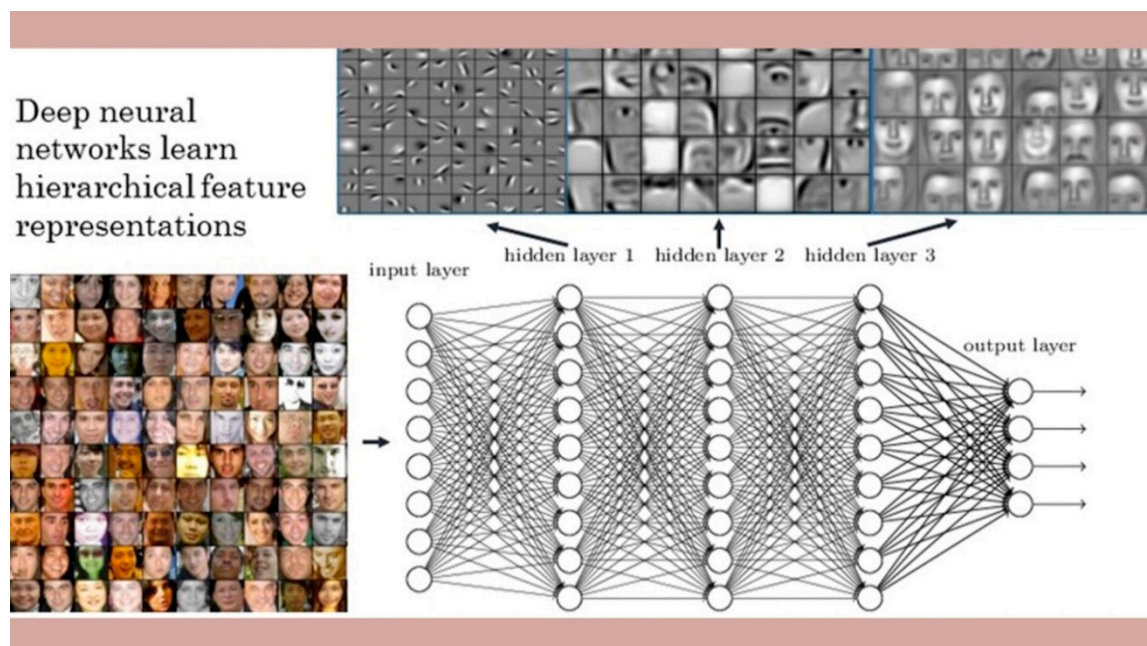 Deep neural
networks learn
hierarchical feature
representations
input layer
hidden layer 1
hidden layer 2
hidden layer 3
output layer